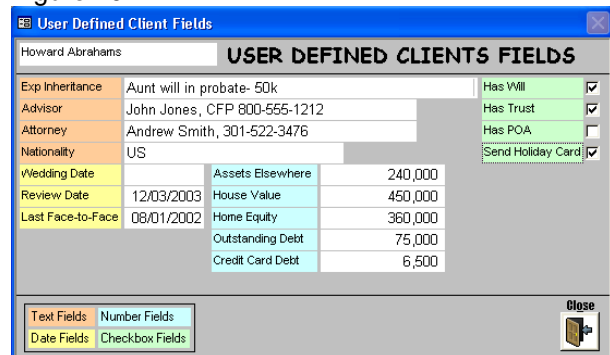 User Defined Client Fields
Howard Abrahams USER DEFINED CLIENTS FIELDS
Exp Inheritance Aunt will in probate- 50k Has Will
Advisor John Jones, CFP 800-555-1212 Has Trust
Attorney Andrew Smith, 301-522-3476 Has POA
Nationality US Send Holiday Card
Wedding Date Assets Elsewhere 240,000
Review Date 12/03/2003 House Value 450,000
Last Face-to-Face 08/01/2002 Home Equity 360,000
Outstanding Debt 75,000
Credit Card Debt 6,500
Close
Text Fields Number Fields
Date Fields Checkbox Fields